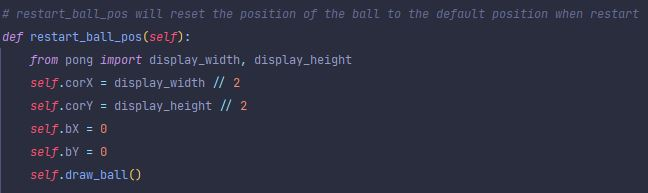 # restart_ball_pos will reset the position of the ball to the default position when restart
def restart_ball_pos(self):
    from pong import display_width, display_height
    self.corX = display_width // 2
    self.corY = display_height // 2
    self.bX = 0
    self.bY = 0
    self.draw_ball()